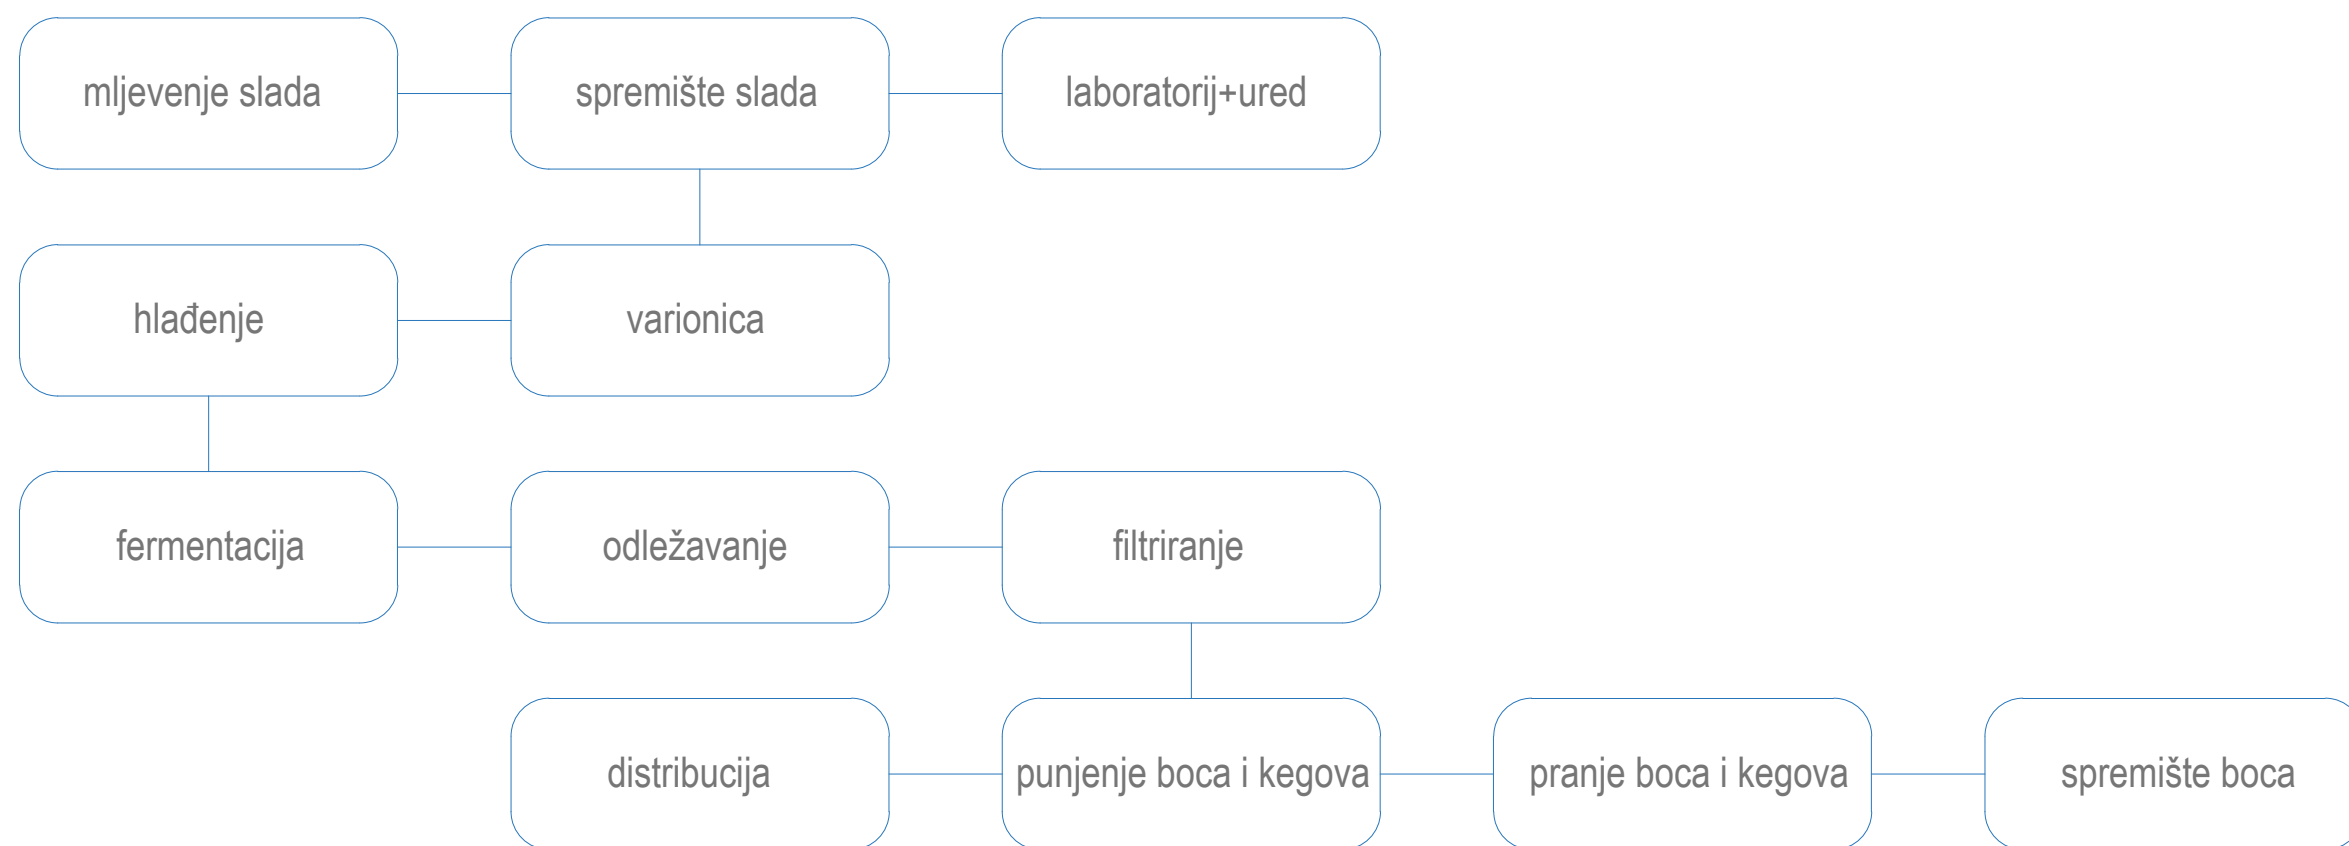 mljevenje slada
spremište slada
laboratorij+ured
hlađenje
varionica
fermentacija
odležavanje
filtriranje
distribucija
punjenje boca i kegova
pranje boca i kegova
spremište boca